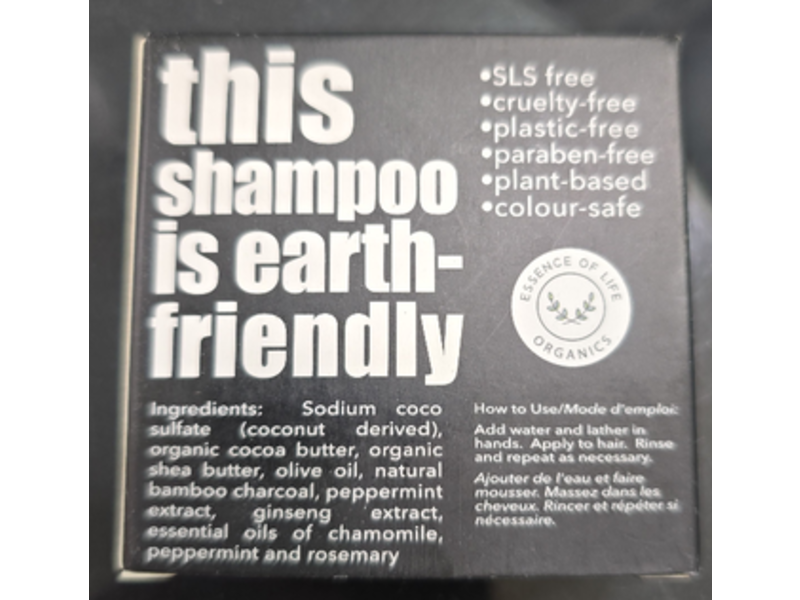 this
shampoo
is earth-
friendly
•SLS free
•cruelty-free
•plastic-free
•paraben-free
•plant-based
•colour-safe
ESSENCE OF LIFE
ORGANICS
Ingredients: Sodium coco
sulfate (coconut derived),
organic cocoa butter, organic
shea butter, olive oil, natural
bamboo charcoal, peppermint
extract, ginseng extract,
essential oils of chamomile,
peppermint and rosemary
How to Use/Mode d'emploi:
Add water and lather in
hands. Apply to hair. Rinse
and repeat as necessary.
Ajouter de l'eau et faire
mousser. Massez dans les
cheveux. Rincer et répéter si
nécessaire.